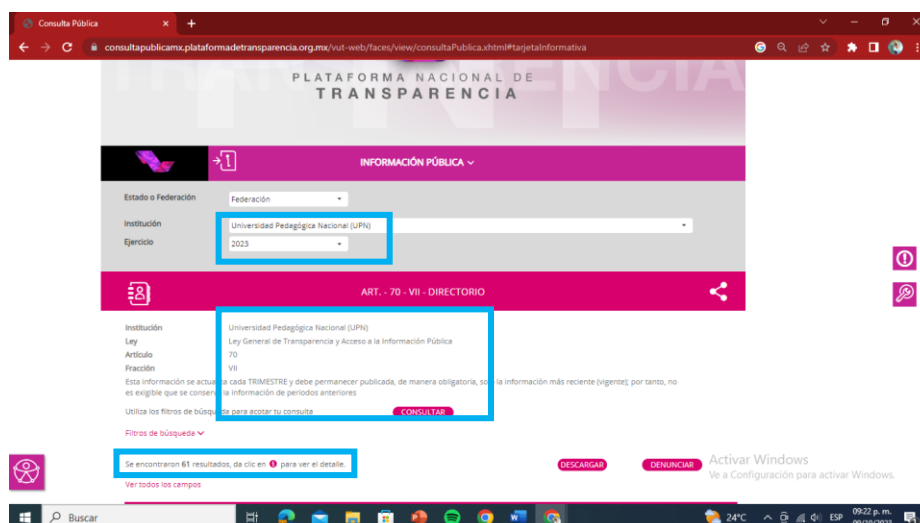 Consulta Pública
consultapublicamx.plataformadetransparencia.org.mx/vut-web/faces/view/consultaPublica.xhtml#tarjetaInformativa
PLATAFORMA NACIONAL DE
TRANSPARENCIA
INFORMACIÓN PÚBLICA
Estado o Federación
Federación
Institución
Universidad Pedagógica Nacional (UPN)
Ejercicio
2023
ART. - 70 - VII - DIRECTORIO
Institución Universidad Pedagógica Nacional (UPN)
Ley Ley General de Transparencia y Acceso a la Información Pública
Artículo 70
Fracción VII
Esta información se actualiza cada TRIMESTRE y debe permanecer publicada, de manera obligatoria, solo la información más reciente (vigente); por tanto, no
es exigible que se conserve la información de periodos anteriores
Utiliza los filtros de búsqueda para acotar tu consulta
CONSULTAR
Filtros de búsqueda
Se encontraron 61 resultados, da clic en para ver el detalle.
DESCARGAR
DENUNCIAR
Ver todos los campos
Activar Windows
Ve a Configuración para activar Windows.
Buscar
24°C
ESP
09:22 p. m.